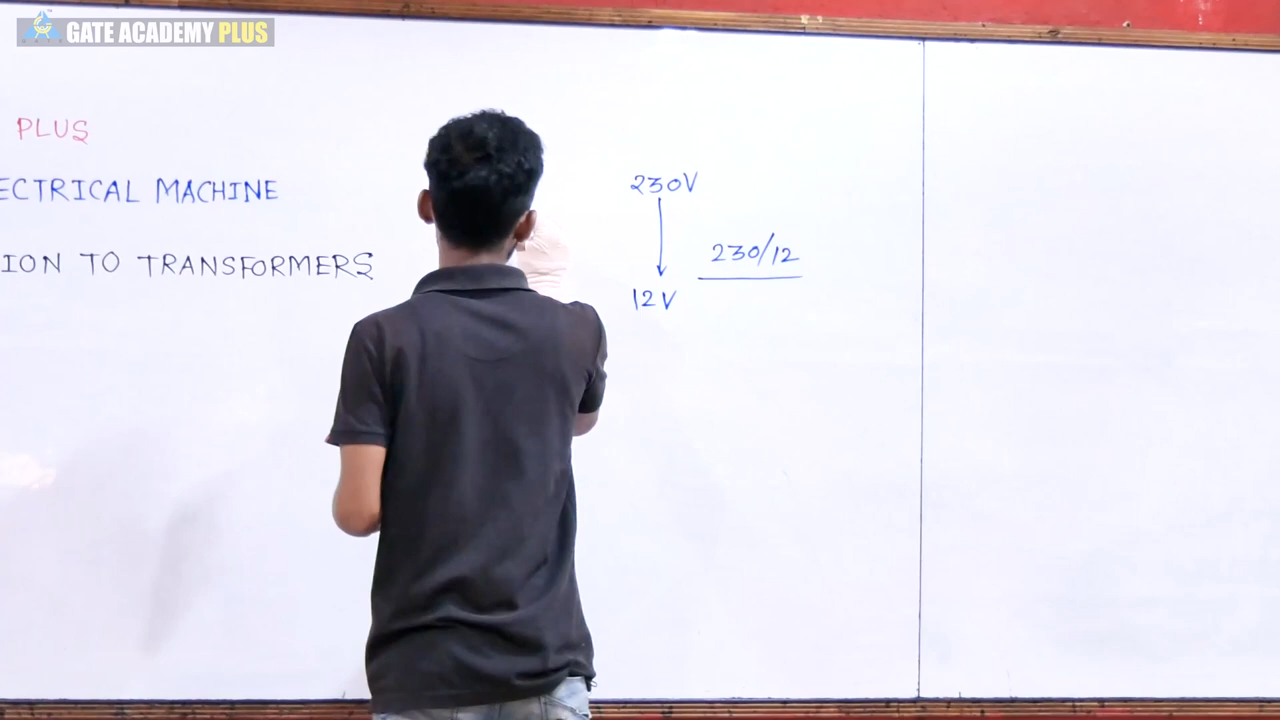 GATE ACADEMY PLUS
PLUS
ECTRICAL MACHINE
ION TO TRANSFORMERS
230V
230/12
12V